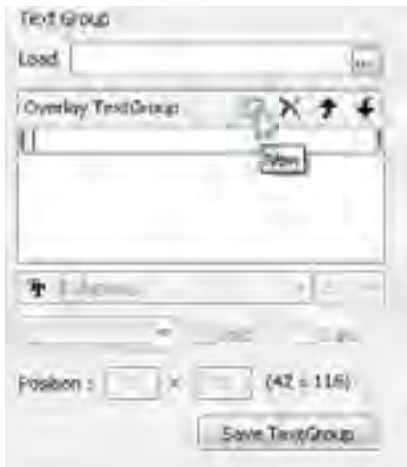 Text Group
Load
...
Overlay TextGroup
New
Position : x (42 x 116)
Save TextGroup